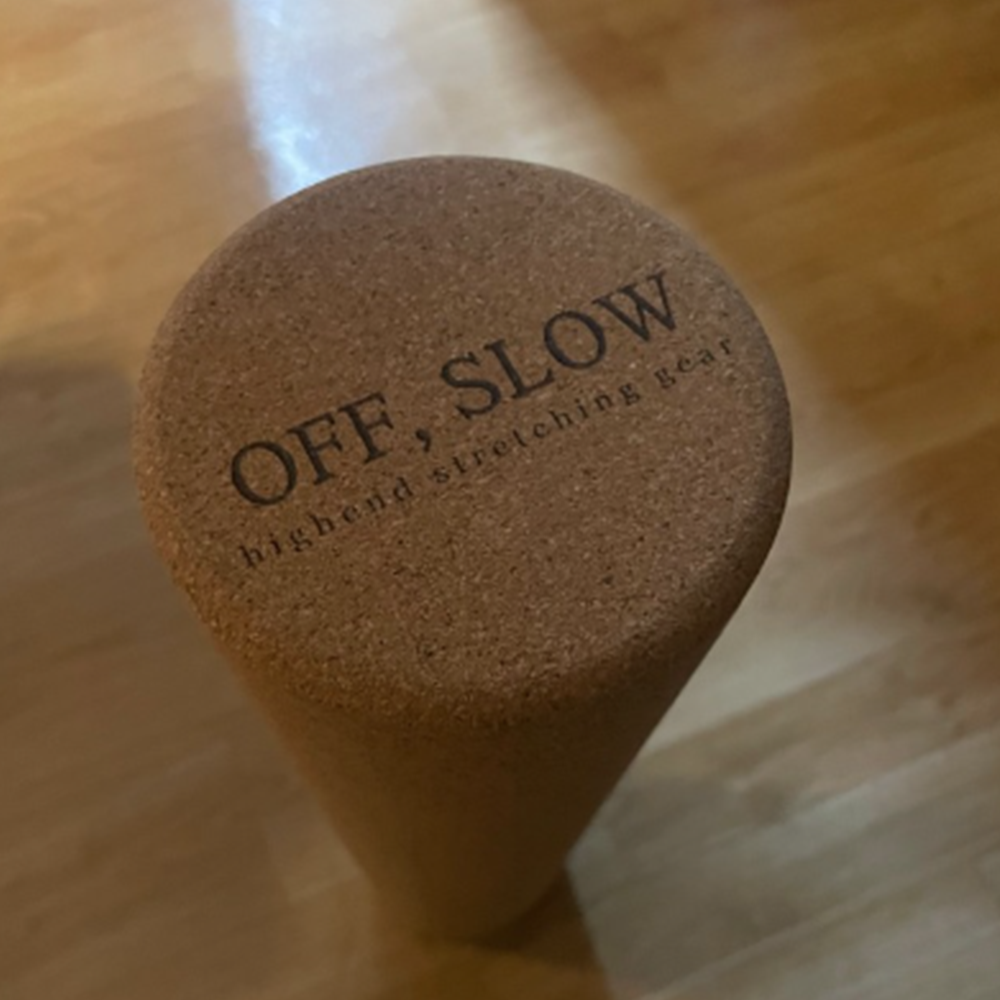 OFF, SLOW
highend stretching gear